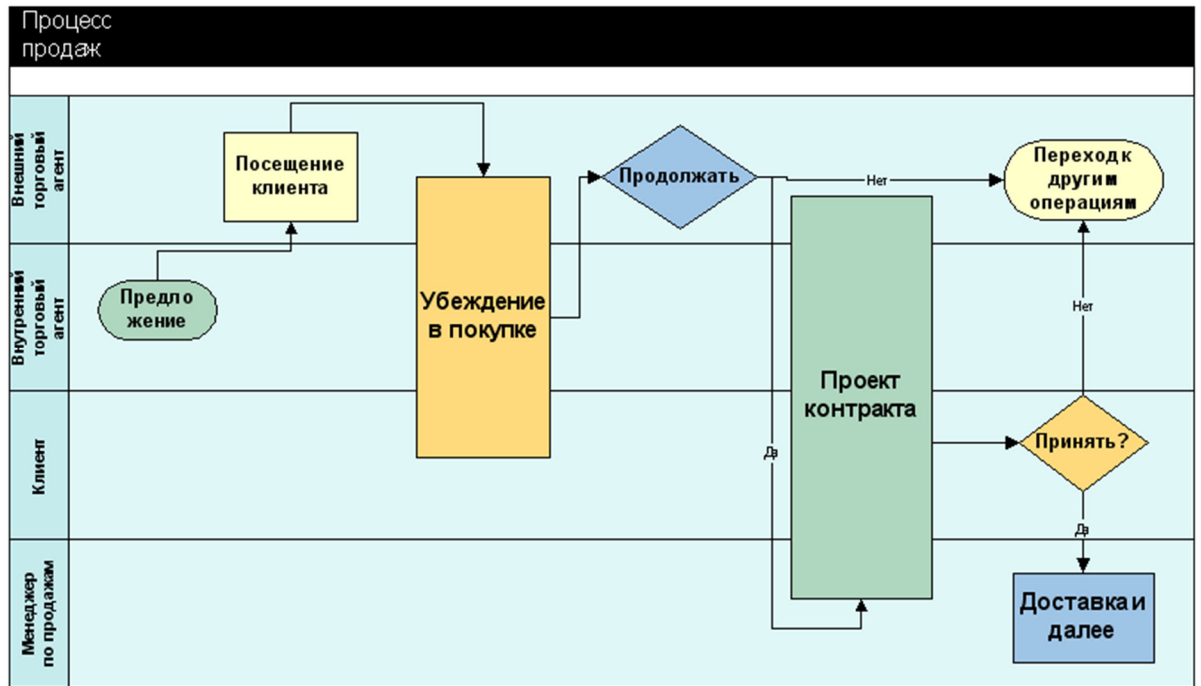 Процесс
продаж
Внешний
торговый
агент
Посещение
клиента
Продолжать
Нет
Переход к
другим
операциям
Внутренний
торговый
агент
Предло
жение
Убеждение
в покупке
Нет
Проект
контракта
Клиент
Да
Принять?
Да
Менеджер
по продажам
Доставка и
далее